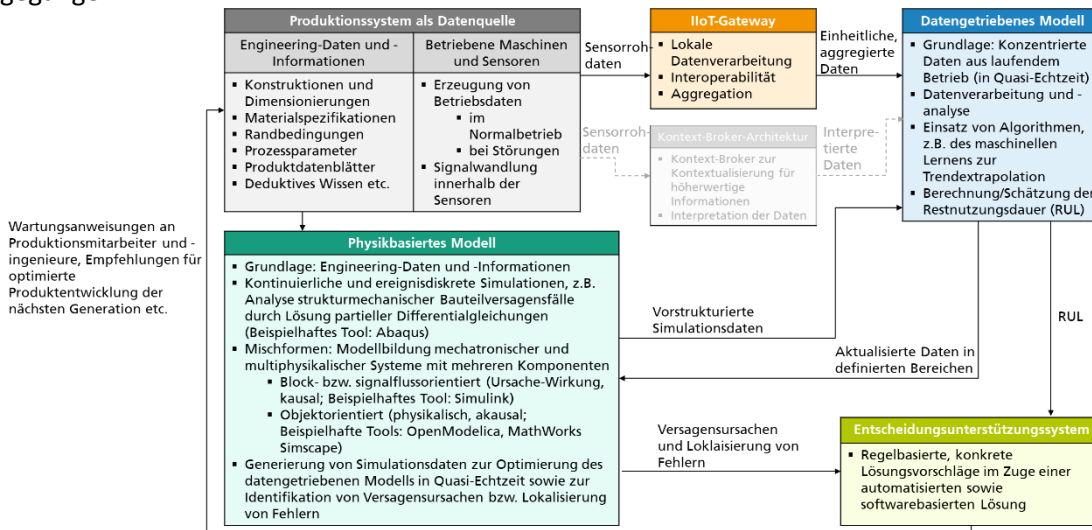 Produktionssystem als Datenquelle
Engineering-Daten und -
Informationen
▪ Konstruktionen und
Dimensionierungen
▪ Materialspezifikationen
▪ Randbedingungen
▪ Prozessparameter
▪ Produktdatenblätter
▪ Deduktives Wissen etc.
Betriebene Maschinen
und Sensoren
▪ Erzeugung von
Betriebsdaten
▪ im
Normalbetrieb
▪ bei Störungen
▪ Signalwandlung
innerhalb der
Sensoren
Sensorroh-
daten
IIoT-Gateway
▪ Lokale
Datenverarbeitung
▪ Interoperabilität
▪ Aggregation
Einheitliche,
aggregierte
Daten
Sensorroh-
daten
Kontext-Broker-Architektur
▪ Kontext-Broker zur
Kontextualisierung für
höherwertige
Informationen
▪ Interpretation der Daten
Interpre-
tierte
Daten
Datengetriebenes Modell
▪ Grundlage: Konzentrierte
Daten aus laufendem
Betrieb (in Quasi-Echtzeit)
▪ Datenverarbeitung und -
analyse
▪ Einsatz von Algorithmen,
z.B. des maschinellen
Lernens zur
Trendextrapolation
▪ Berechnung/Schätzung der
Restnutzungsdauer (RUL)
Wartungsanweisungen an
Produktionsmitarbeiter und -
ingenieure, Empfehlungen für
optimierte
Produktentwicklung der
nächsten Generation etc.
Physikbasiertes Modell
▪ Grundlage: Engineering-Daten und -Informationen
▪ Kontinuierliche und ereignisdiskrete Simulationen, z.B.
Analyse strukturmechanischer Bauteilversagensfälle
durch Lösung partieller Differentialgleichungen
(Beispielhaftes Tool: Abaqus)
▪ Mischformen: Modellbildung mechatronischer und
multiphysikalischer Systeme mit mehreren Komponenten
▪ Block- bzw. signalflussorientiert (Ursache-Wirkung,
kausal; Beispielhaftes Tool: Simulink)
▪ Objektorientiert (physikalisch, akausal;
Beispielhafte Tools: OpenModelica, MathWorks
Simscape)
▪ Generierung von Simulationsdaten zur Optimierung des
datengetriebenen Modells in Quasi-Echtzeit sowie zur
Identifikation von Versagensursachen bzw. Lokalisierung
von Fehlern
Vorstrukturierte
Simulationsdaten
Aktualisierte Daten in
definierten Bereichen
RUL
Versagensursachen
und Loklaisierung von
Fehlern
Entscheidungsunterstützungssystem
▪ Regelbasierte, konkrete
Lösungsvorschläge im Zuge einer
automatisierten sowie
softwarebasierten Lösung